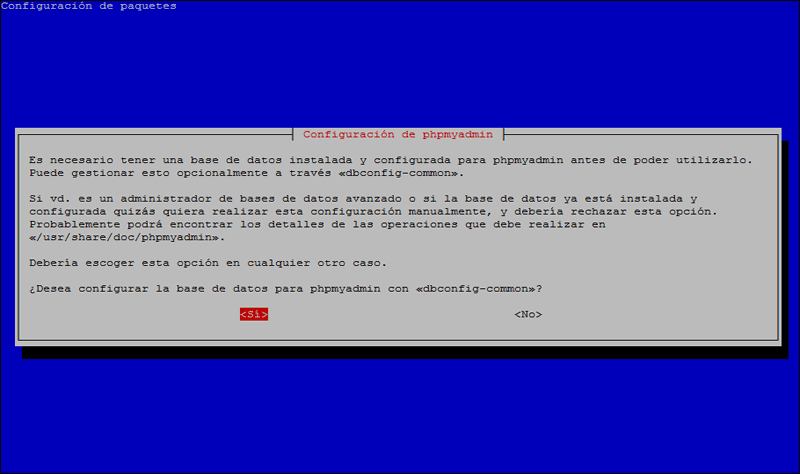 Configuración de paquetes
Configuración de phpmyadmin
Es necesario tener una base de datos instalada y configurada para phpmyadmin antes de poder utilizarlo.
Puede gestionar esto opcionalmente a través «dbconfig-common».
Si vd. es un administrador de bases de datos avanzado o si la base de datos ya está instalada y
configurada quizás quiera realizar esta configuración manualmente, y debería rechazar esta opción.
Probablemente podrá encontrar los detalles de las operaciones que debe realizar en
«/usr/share/doc/phpmyadmin».
Debería escoger esta opción en cualquier otro caso.
¿Desea configurar la base de datos para phpmyadmin con «dbconfig-common»?
<Sí> <No>